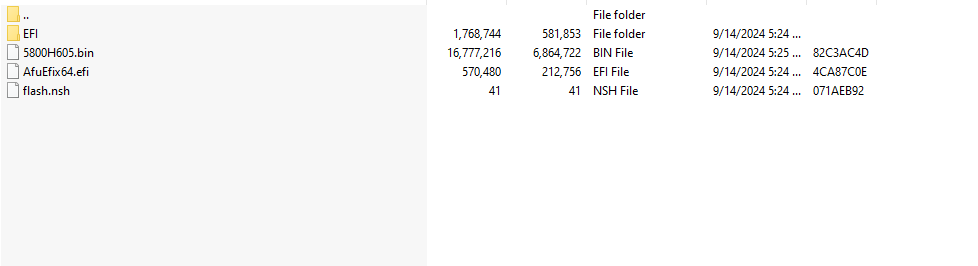 .. File folder
EFI 1,768,744 581,853 File folder 9/14/2024 5:24 ...
5800H605.bin 16,777,216 6,864,722 BIN File 9/14/2024 5:25 ... 82C3AC4D
AfuEfix64.efi 570,480 212,756 EFI File 9/14/2024 5:24 ... 4CA87C0E
flash.nsh 41 41 NSH File 9/14/2024 5:24 ... 071AEB92